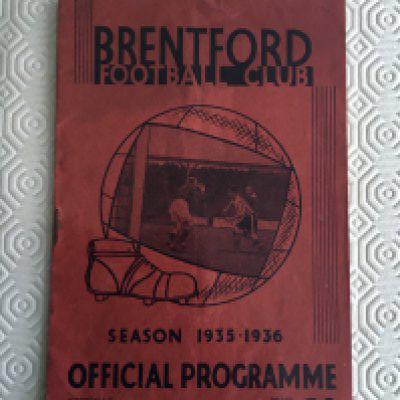 BRENTFORD
FOOTBALL CLUB
SEASON 1935-1936
OFFICIAL PROGRAMME